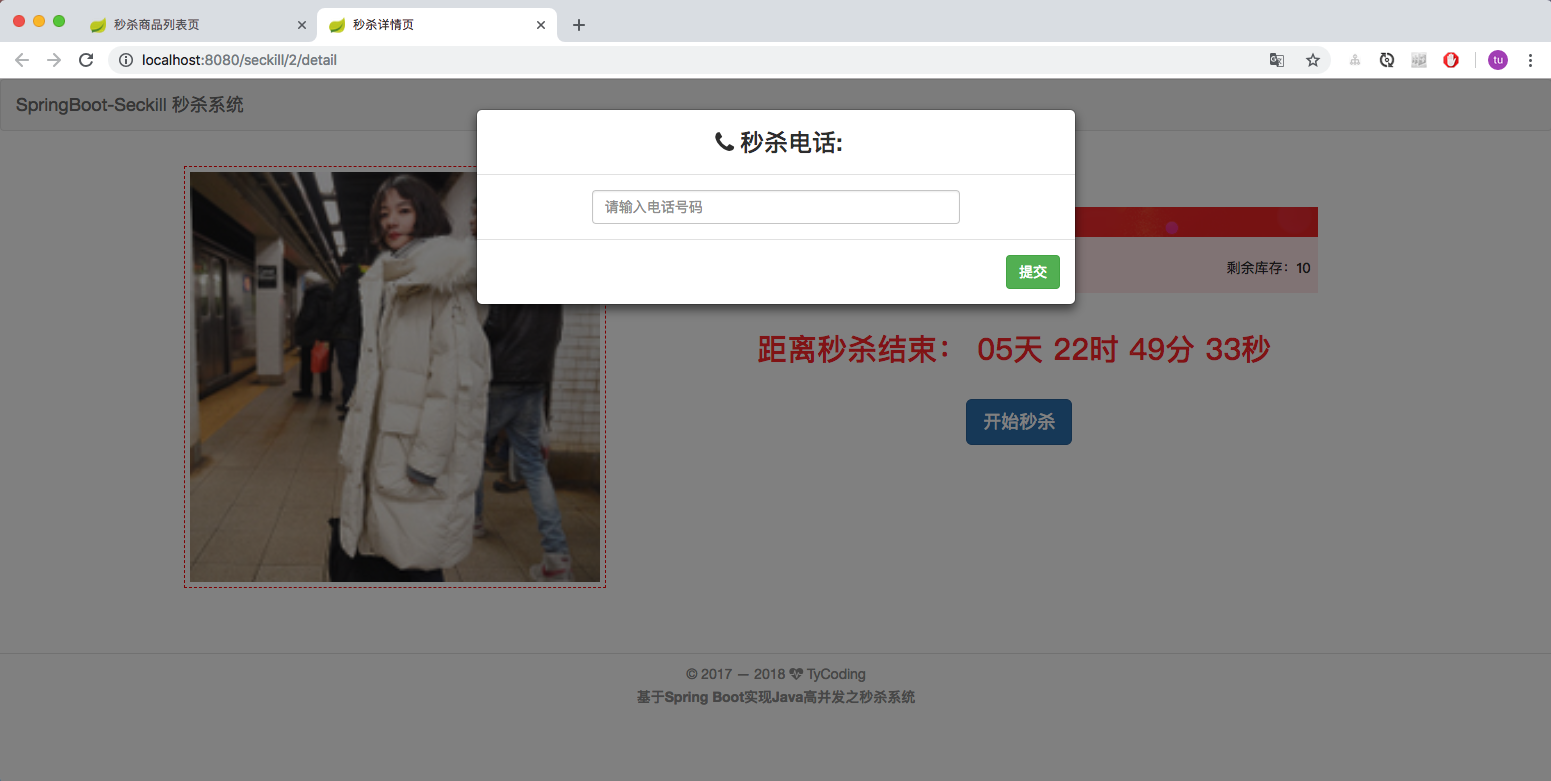 秒杀商品列表页
秒杀详情页
localhost:8080/seckill/2/detail
tu
SpringBoot-Seckill 秒杀系统
秒杀电话:
请输入电话号码
提交
剩余库存：10
距离秒杀结束： 05天 22时 49分 33秒
开始秒杀
© 2017 — 2018 TyCoding
基于Spring Boot实现Java高并发之秒杀系统